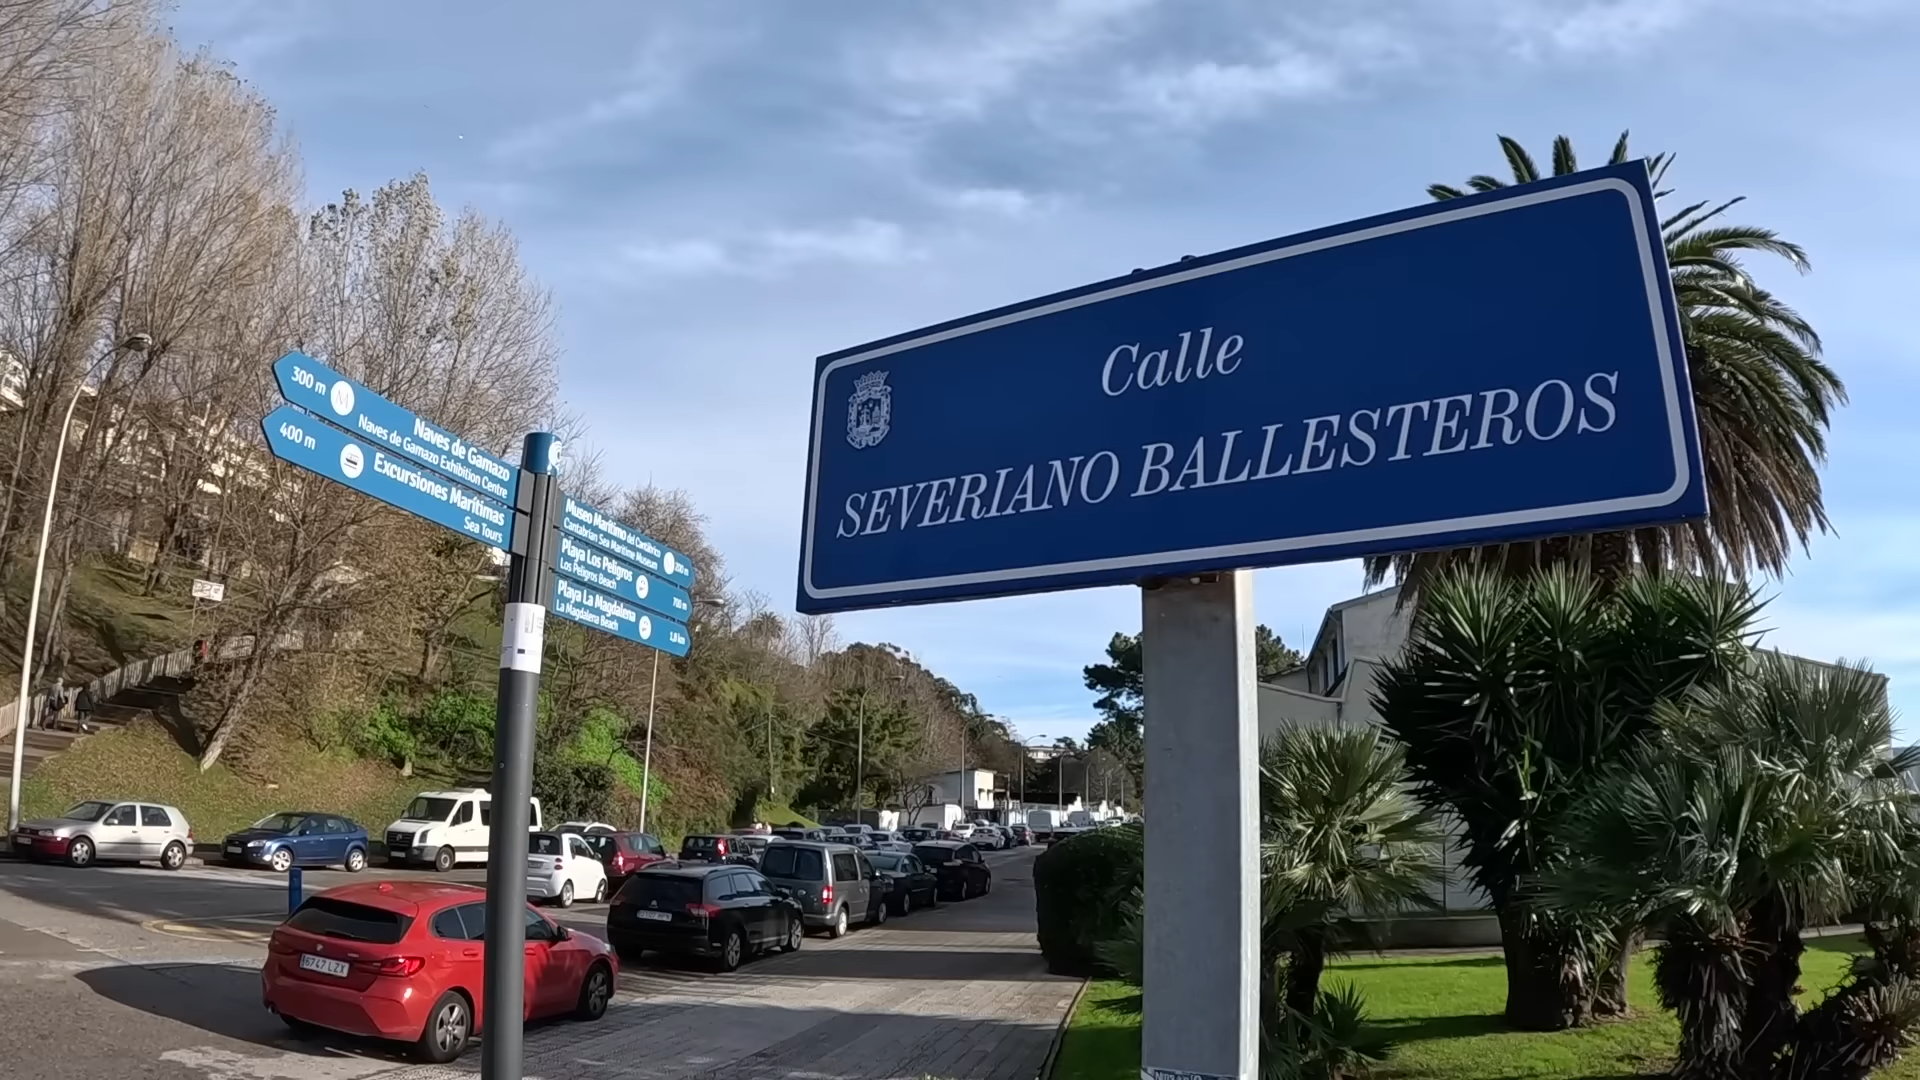 300 m
Naves de Gamazo
Naves de Gamazo Exhibition Centre
400 m
Excursiones Marítimas
Sea Tours
Museo Marítimo del Cantábrico
Cantabrian Sea Maritime Museum
200 m
Playa Los Peligros
Los Peligros Beach
700 m
Playa La Magdalena
La Magdalena Beach
1,8 km
Calle
SEVERIANO BALLESTEROS
6747 LZX